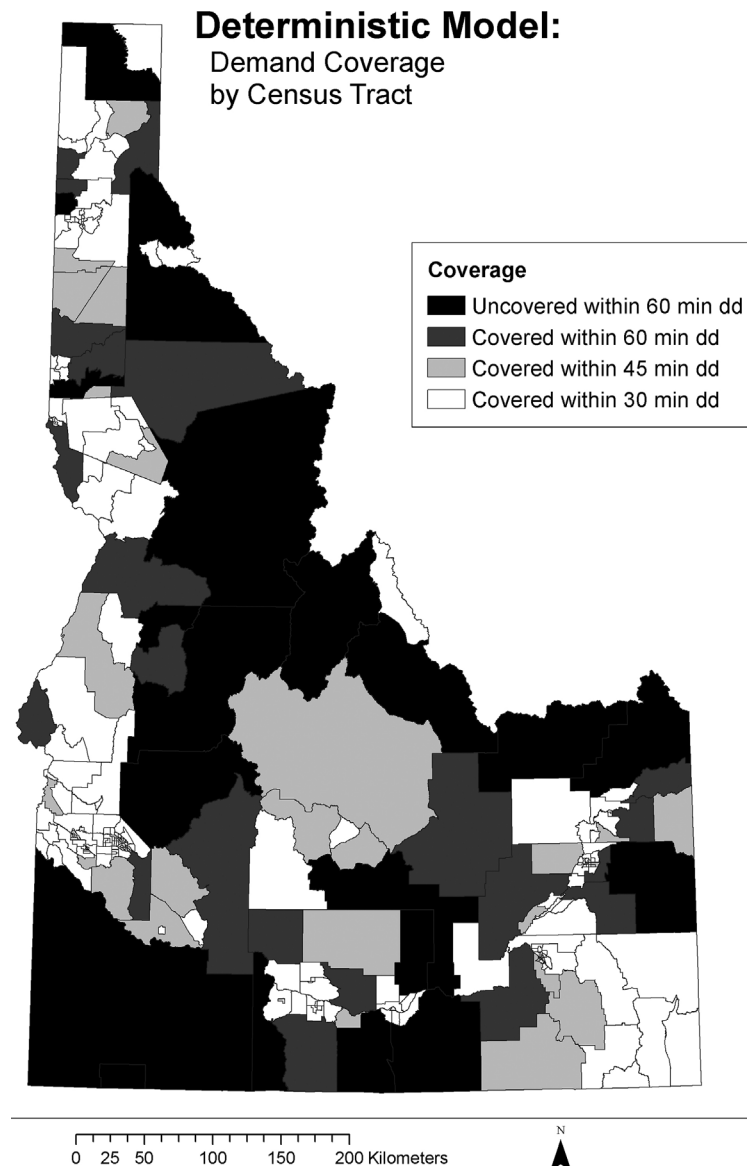 Deterministic Model:
Demand Coverage
by Census Tract
Coverage
Uncovered within 60 min dd
Covered within 60 min dd
Covered within 45 min dd
Covered within 30 min dd
0 25 50 100 150 200 Kilometers
N